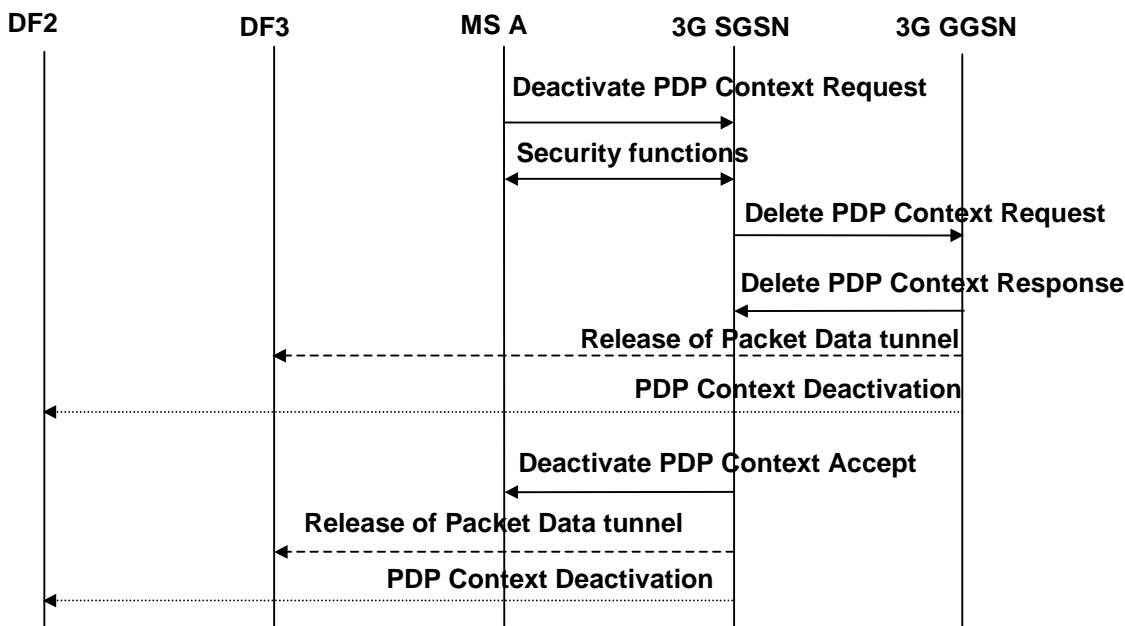 DF2
DF3
MS A
3G SGSN
3G GGSN
Deactivate PDP Context Request
Security functions
Delete PDP Context Request
Delete PDP Context Response
Release of Packet Data tunnel
PDP Context Deactivation
Deactivate PDP Context Accept
Release of Packet Data tunnel
PDP Context Deactivation